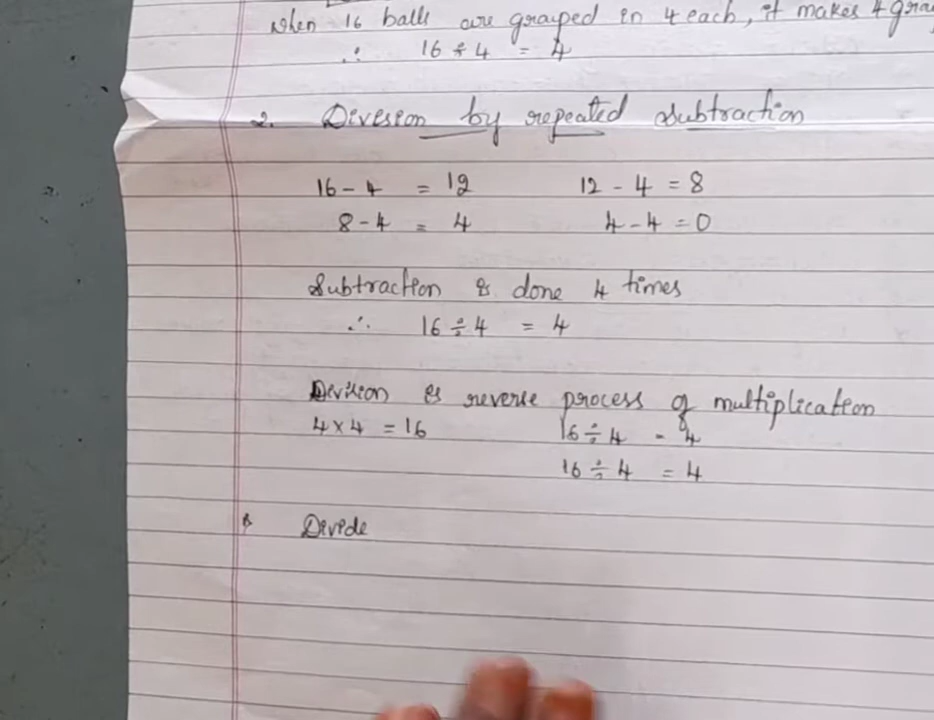 When 16 balls are grouped in 4 each, it makes 4
∴ 16 ÷ 4 = 4
2. Division by repeated Subtraction
16 - 4 = 12 12 - 4 = 8
8 - 4 = 4 4 - 4 = 0
Subtraction is done 4 times
∴ 16 ÷ 4 = 4
Division is reverse process of multiplication
4 x 4 = 16 16 ÷ 4 = 4
16 ÷ 4 = 4
Divide